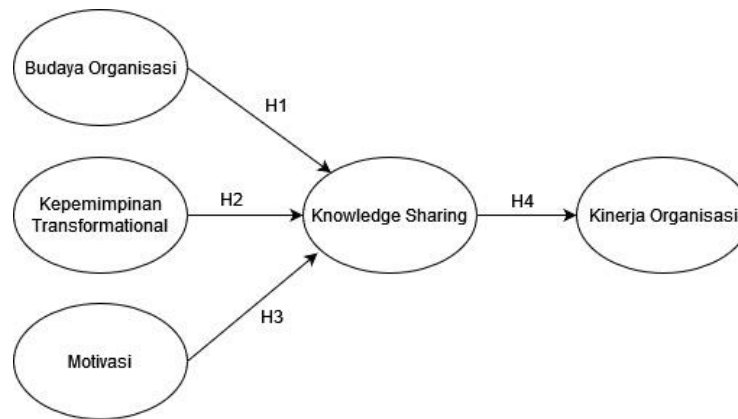 Budaya Organisasi
H1
Kepemimpinan
Transformational
H2
Knowledge Sharing
H4
Kinerja Organisasi
H3
Motivasi